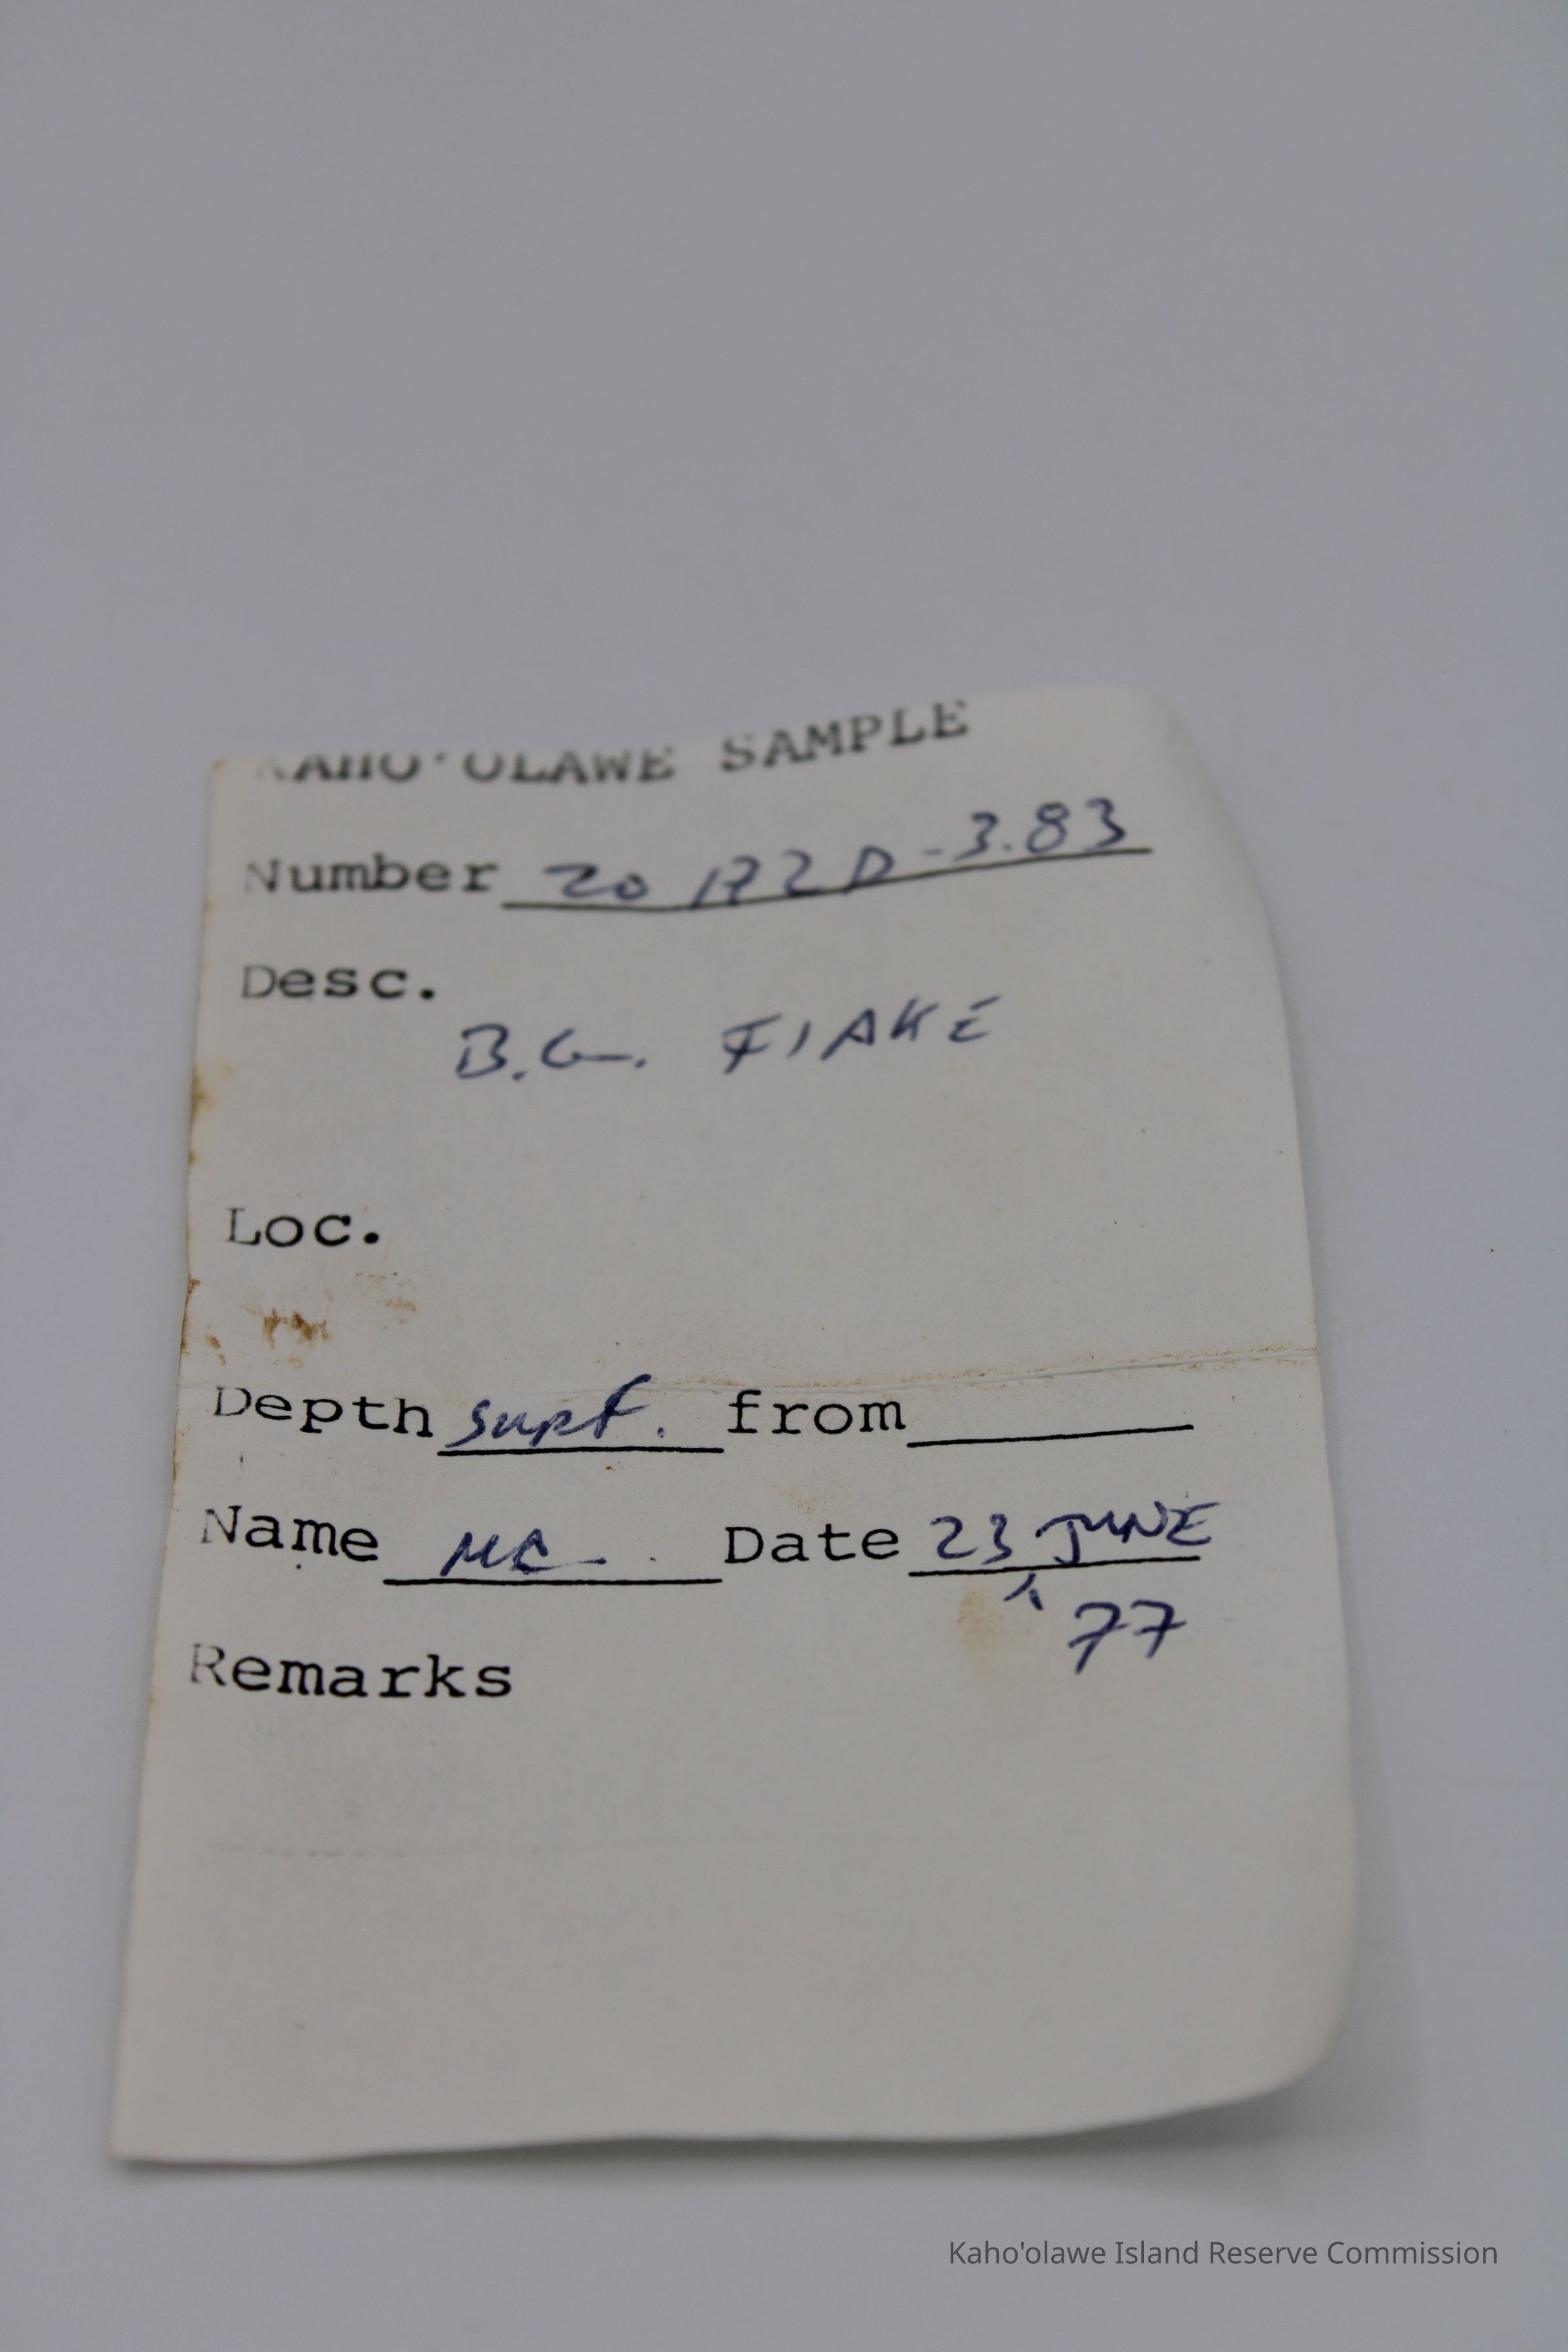 KAHO'OLAWE SAMPLE
Number 20 172D-3.83
Desc.
B.G. FlAKE
Loc.
Depth surf. from
Name MC Date 23 JUNE
77
Remarks
Kaho'olawe Island Reserve Commission